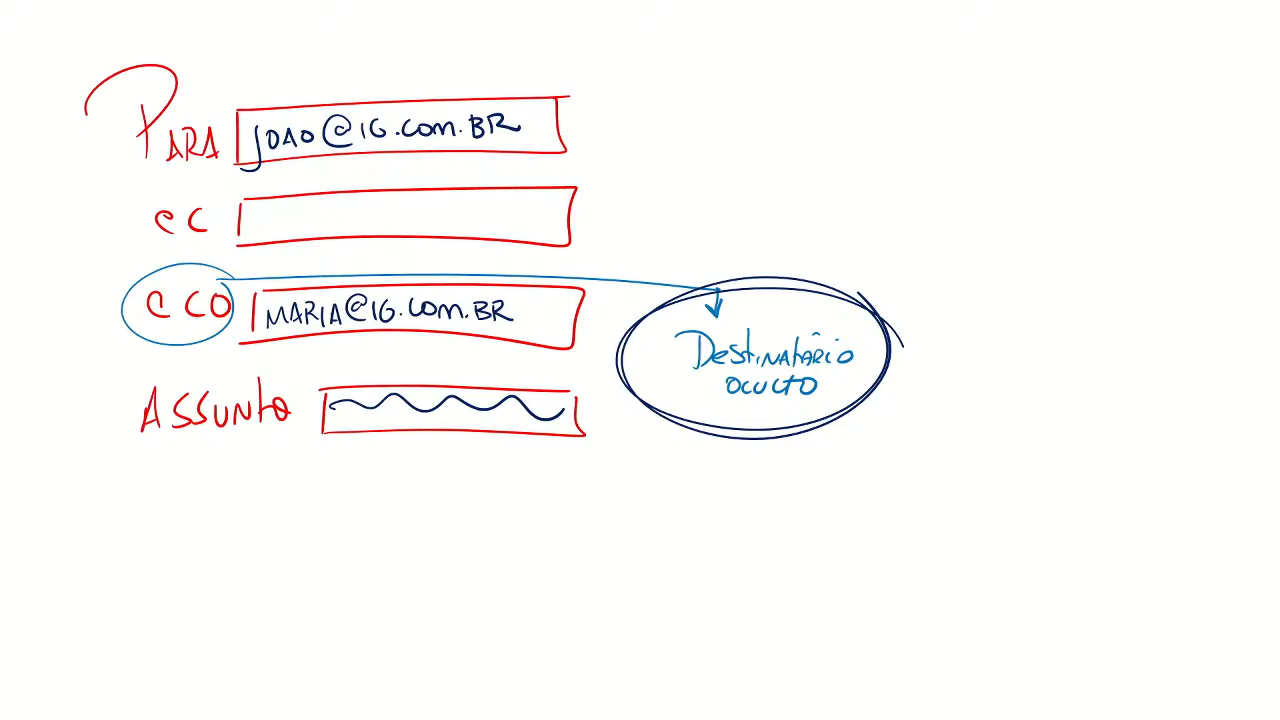 PARA JOAO@IG.COM.BR
CC
CCO MARIA@IG.COM.BR
Destinatário
oculto
Assunto